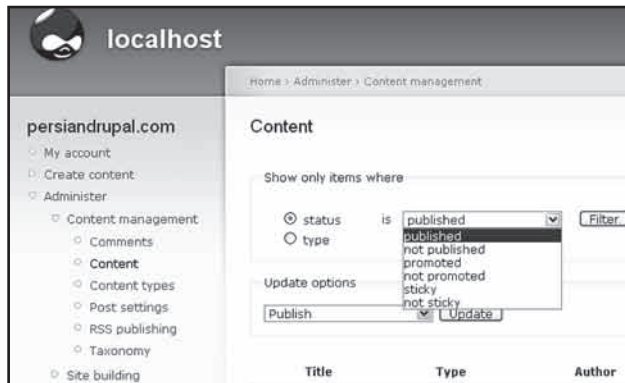 localhost
Home › Administer › Content management
persiandrupal.com
My account
Create content
Administer
Content management
Comments
Content
Content types
Post settings
RSS publishing
Taxonomy
Site building
Content
Show only items where
status is published Filter
type
published
not published
promoted
not promoted
sticky
not sticky
Update options
Publish Update
Title Type Author